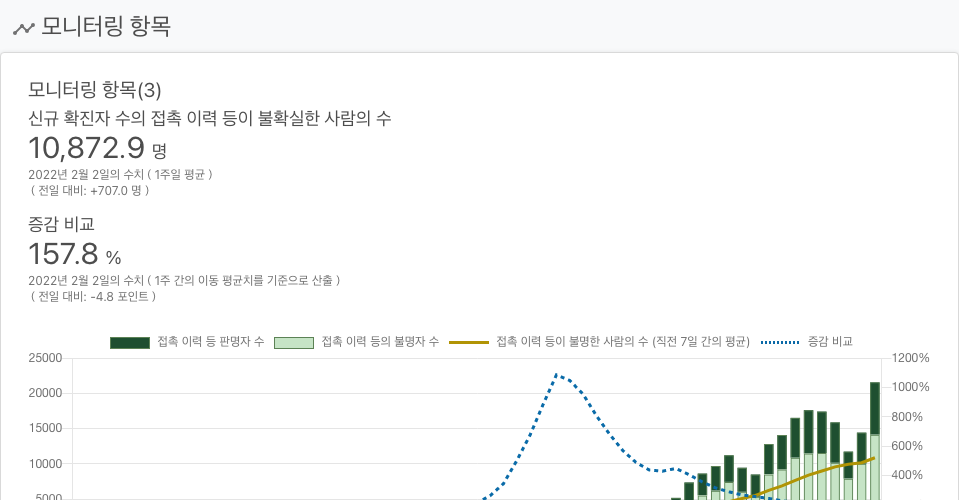 모니터링 항목
모니터링 항목(3)
신규 확진자 수의 접촉 이력 등이 불확실한 사람의 수
10,872.9 명
2022년 2월 2일의 수치 ( 1주일 평균 )
( 전일 대비: +707.0 명 )
증감 비교
157.8 %
2022년 2월 2일의 수치 ( 1주 간의 이동 평균치를 기준으로 산출 )
( 전일 대비: -4.8 포인트 )
접촉 이력 등 판명자 수 접촉 이력 등의 불명자 수 접촉 이력 등이 불명한 사람의 수 (직전 7일 간의 평균) 증감 비교
25000 1200%
20000 1000%
15000 800%
10000 600%
5000 400%